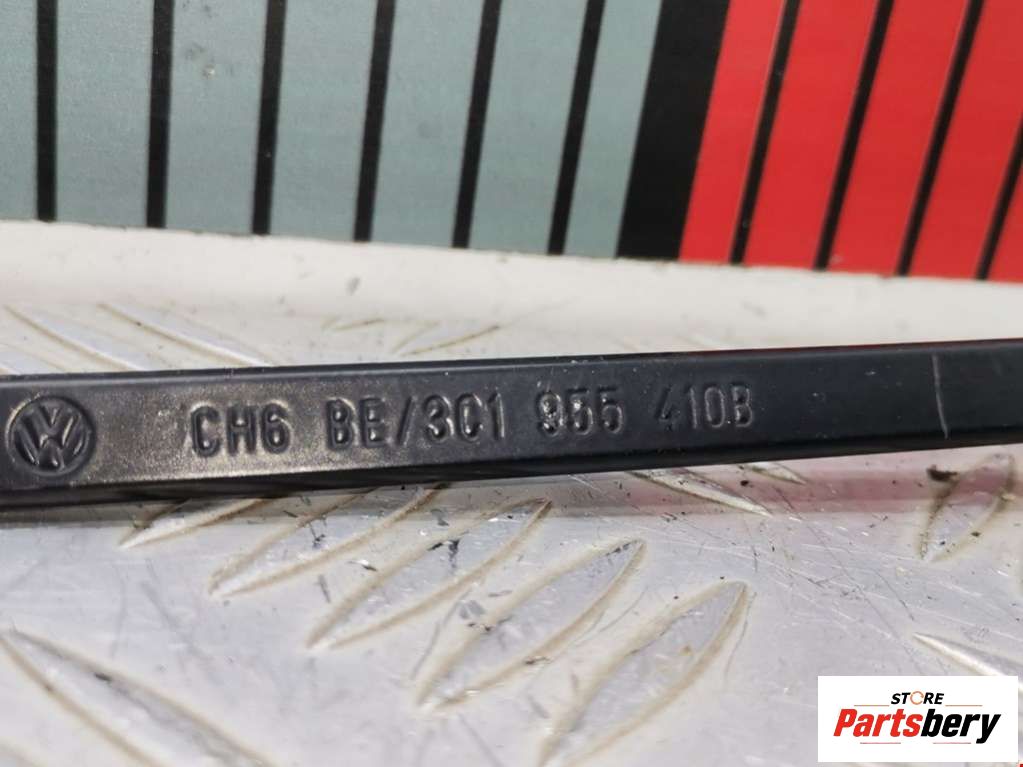 CH6 BE/3C1 955 410B
STORE
Partsbery